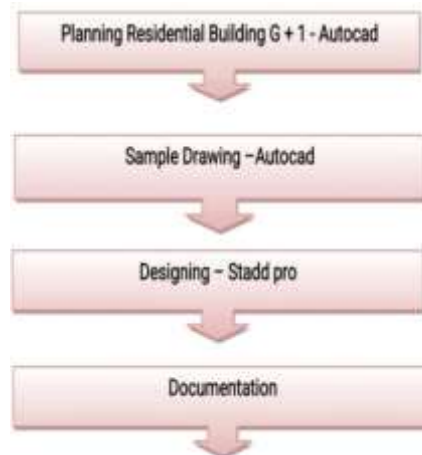 Planning Residential Building G + 1 - Autocad
Sample Drawing –Autocad
Designing – Stadd pro
Documentation